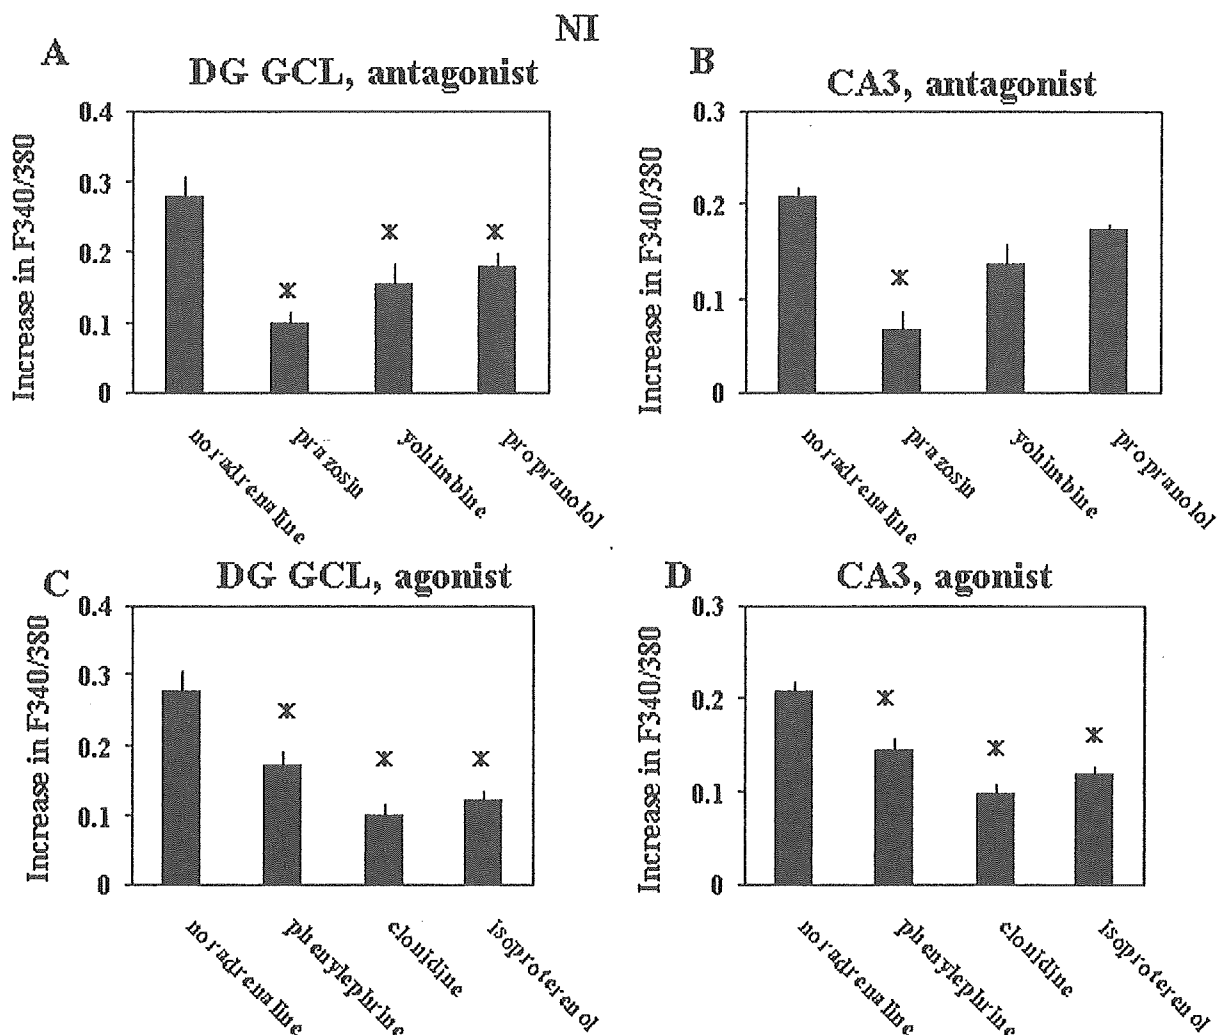 NI
A
DG GCL, antagonist
Increase in F340/380
0.4
0.3
0.2
0.1
0
noradrenaline
prazosin
yohimbine
propranolol
B
CA3, antagonist
Increase in F340/380
0.3
0.2
0.1
0
noradrenaline
prazosin
yohimbine
propranolol
C
DG GCL, agonist
Increase in F340/380
0.4
0.3
0.2
0.1
0
noradrenaline
phenylephrine
clonidine
isoproterenol
D
CA3, agonist
Increase in F340/380
0.3
0.2
0.1
0
noradrenaline
phenylephrine
clonidine
isoproterenol